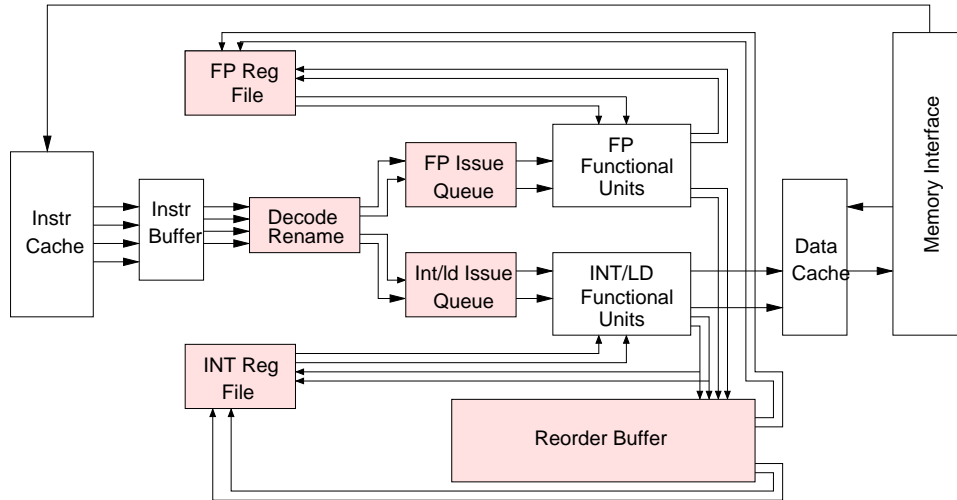 FP Reg
File
FP
Functional
Units
FP Issue
Queue
Instr
Cache
Instr
Buffer
Decode
Rename
Int/ld Issue
Queue
INT/LD
Functional
Units
Data
Cache
Memory Interface
INT Reg
File
Reorder Buffer